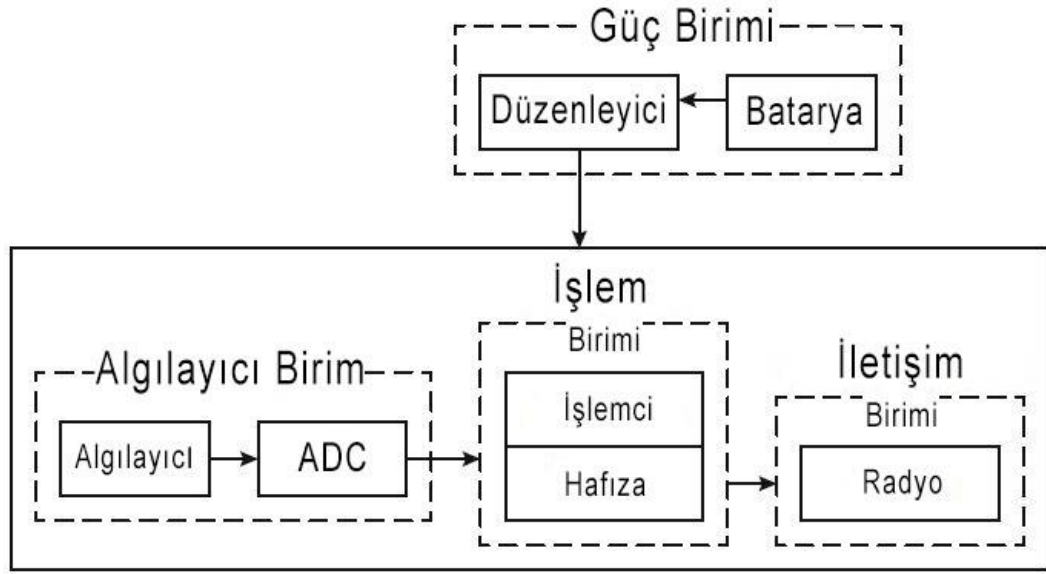 Güç Birimi
Düzenleyici
Batarya
İşlem
Birimi
Algılayıcı Birim
İletişim
Birimi
İşlemci
Algılayıcı
ADC
Hafıza
Radyo